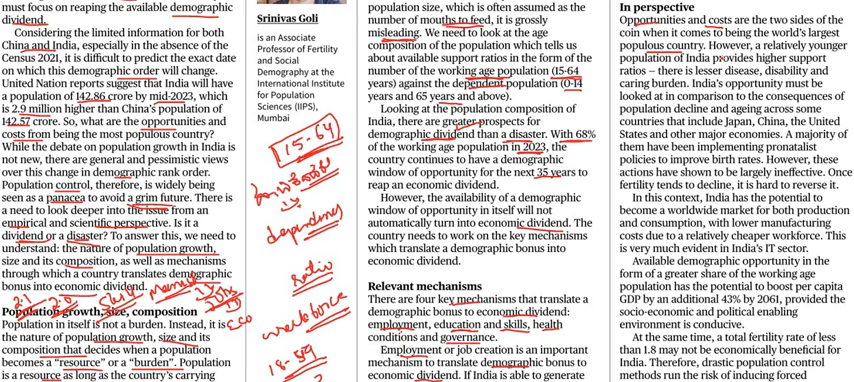 must focus on reaping the available demographic
dividend.
Considering the limited information for both
China and India, especially in the absence of the
Census 2021, it is difficult to predict the exact date
on which this demographic order will change.
United Nation reports suggest that India will have
a population of 142.86 crore by mid-2023, which
is 2.9 million higher than China's population of
142.57 crore. So, what are the opportunities and
costs from being the most populous country?
While the debate on population growth in India is
not new, there are general and pessimistic views
over this change in demographic rank order.
Population control, therefore, is widely being
seen as a panacea to avoid a grim future. There is
a need to look deeper into the issue from an
empirical and scientific perspective. Is it a
dividend or a disaster? To answer this, we need to
understand: the nature of population growth,
size and its composition, as well as mechanisms
through which a country translates demographic
bonus into economic dividend.
2.1 2.0
Population growth, size, composition
Eco
Population in itself is not a burden. Instead, it is
the nature of population growth, size and its
composition that decides when a population
becomes a “resource” or a “burden”. Population
is a resource as long as the country's carrying
Srinivas Goli
is an Associate
Professor of Fertility
and Social
Demography at the
International Institute
for Population
Sciences (IIPS),
Mumbai
15-64
dependency
Ratio
workforce
18-59
population size, which is often assumed as the
number of mouths to feed, it is grossly
misleading. We need to look at the age
composition of the population which tells us
about available support ratios in the form of the
number of the working age population (15-64
years) against the dependent population (0-14
years and 65 years and above).
Looking at the population composition of
India, there are greater prospects for
demographic dividend than a disaster. With 68%
of the working age population in 2023, the
country continues to have a demographic
window of opportunity for the next 35 years to
reap an economic dividend.
However, the availability of a demographic
window of opportunity in itself will not
automatically turn into economic dividend. The
country needs to work on the key mechanisms
which translate a demographic bonus into
economic dividend.
Relevant mechanisms
There are four key mechanisms that translate a
demographic bonus to economic dividend:
employment, education and skills, health
conditions and governance.
Employment or job creation is an important
mechanism to translate demographic bonus to
economic dividend. If India is able to generate
In perspective
Opportunities and costs are the two sides of the
coin when it comes to being the world's largest
populous country. However, a relatively younger
population of India provides higher support
ratios – there is lesser disease, disability and
caring burden. India's opportunity must be
looked at in comparison to the consequences of
population decline and ageing across some
countries that include Japan, China, the United
States and other major economies. A majority of
them have been implementing pronatalist
policies to improve birth rates. However, these
actions have shown to be largely ineffective. Once
fertility tends to decline, it is hard to reverse it.
In this context, India has the potential to
become a worldwide market for both production
and consumption, with lower manufacturing
costs due to a relatively cheaper workforce. This
is very much evident in India's IT sector.
Available demographic opportunity in the
form of a greater share of the working age
population has the potential to boost per capita
GDP by an additional 43% by 2061, provided the
socio-economic and political enabling
environment is conducive.
At the same time, a total fertility rate of less
than 1.8 may not be economically beneficial for
India. Therefore, drastic population control
methods run the risk of inducing forced